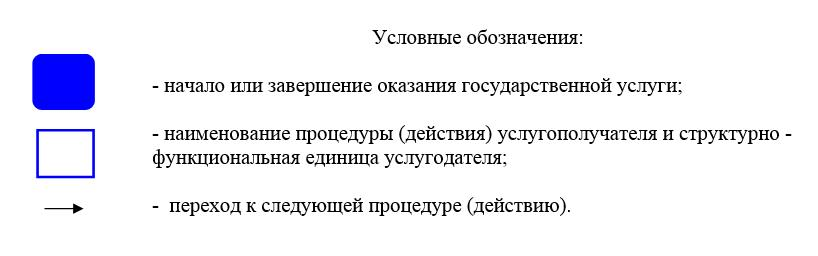 Условные обозначения:
- начало или завершение оказания государственной услуги;
- наименование процедуры (действия) услугополучателя и структурно -
функциональная единица услугодателя;
- переход к следующей процедуре (действию).